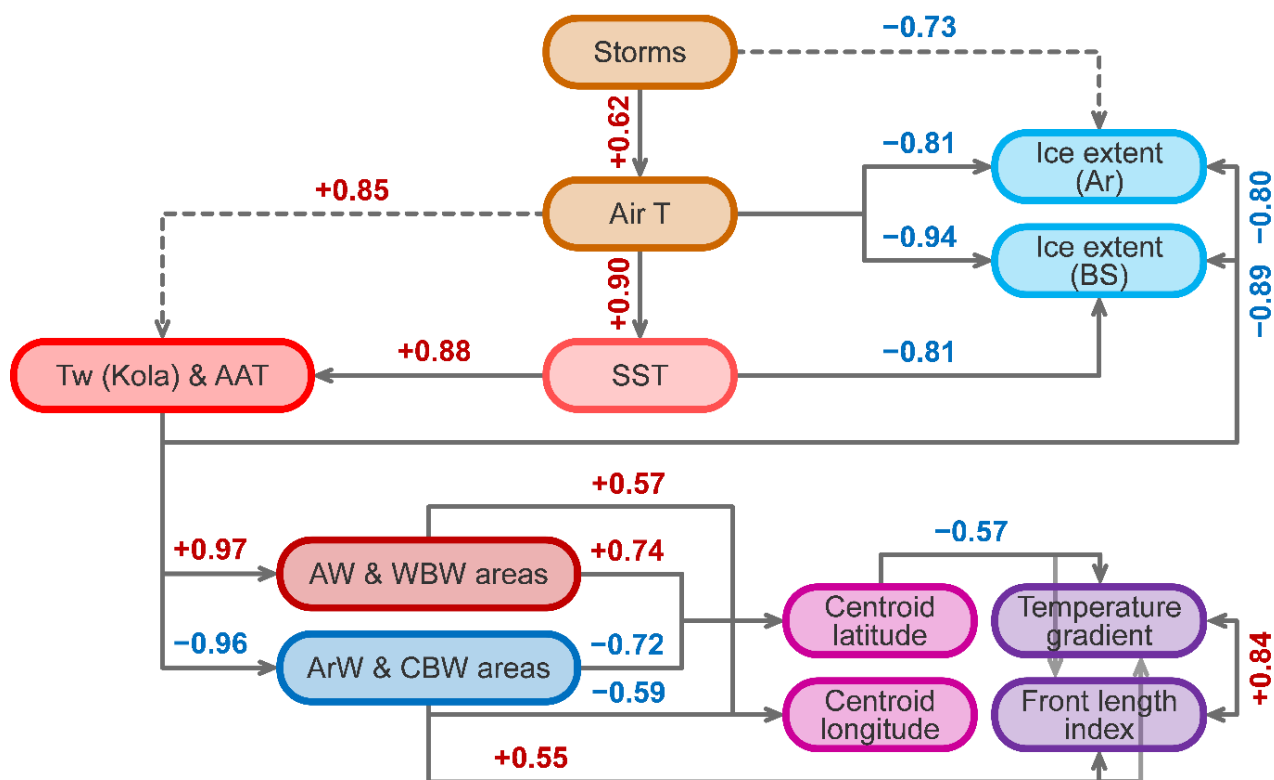 −0.73
Storms
+0.62
−0.81
Ice extent
(Ar)
+0.85
Air T
−0.80
−0.94
Ice extent
(BS)
+0.90
−0.89
Tw (Kola) & AAT
+0.88
SST
−0.81
+0.57
−0.57
+0.97
AW & WBW areas
+0.74
Centroid
latitude
Temperature
gradient
−0.96
ArW & CBW areas
−0.72
−0.59
+0.84
Centroid
longitude
Front length
index
+0.55